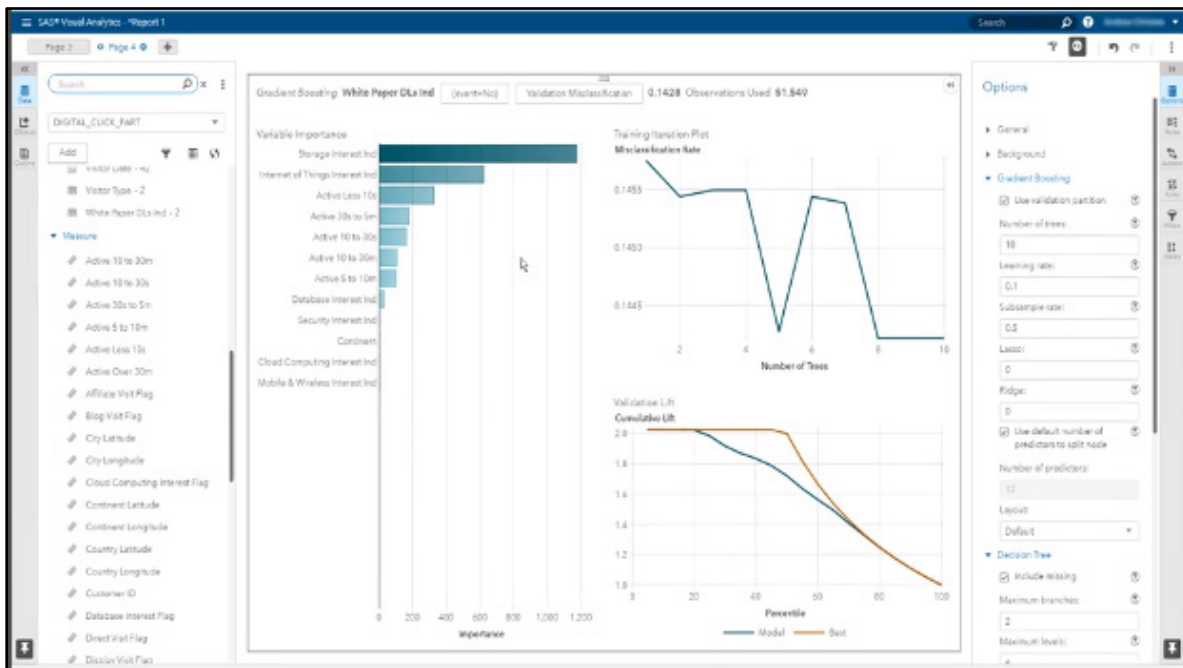 SAS® Visual Analytics - *Report 1
Search
Page 3
Page 4
Search
Data
DIGITAL_CLICK_PART
Add
Visitor Type - 2
White Paper DLs Ind - 2
Measure
Active 10 to 30m
Active 10 to 30s
Active 30s to 5m
Active 5 to 10m
Active Less 10s
Active Over 30m
Affiliate Visit Flag
Blog Visit Flag
City Latitude
City Longitude
Cloud Computing Interest Flag
Continent Latitude
Continent Longitude
Country Latitude
Country Longitude
Customer ID
Database Interest Flag
Direct Visit Flag
Display Visit Flag
Gradient Boosting White Paper DLs Ind (event=No) Validation Misclassification 0.1428 Observations Used 51,549
Variable Importance
Storage Interest Ind
Internet of Things Interest Ind
Active Less 10s
Active 30s to 5m
Active 10 to 30s
Active 10 to 30m
Active 5 to 10m
Database Interest Ind
Security Interest Ind
Continent
Cloud Computing Interest Ind
Mobile & Wireless Interest Ind
0 200 400 600 800 1,000 1,200
Importance
Training Iteration Plot
Misclassification Rate
0.1455
0.1450
0.1445
2 4 6 8 10
Number of Trees
Validation Lift
Cumulative Lift
2.0
1.8
1.6
1.4
1.2
1.0
0 20 40 60 80 100
Percentile
Model Best
Options
General
Background
Gradient Boosting
Use validation partition
Number of trees:
10
Learning rate:
0.1
Subsample rate:
0.5
Lasso:
0
Ridge:
0
Use default number of
predictors to split node
Number of predictors:
12
Layout:
Default
Decision Tree
Include missing
Maximum branches:
2
Maximum levels: